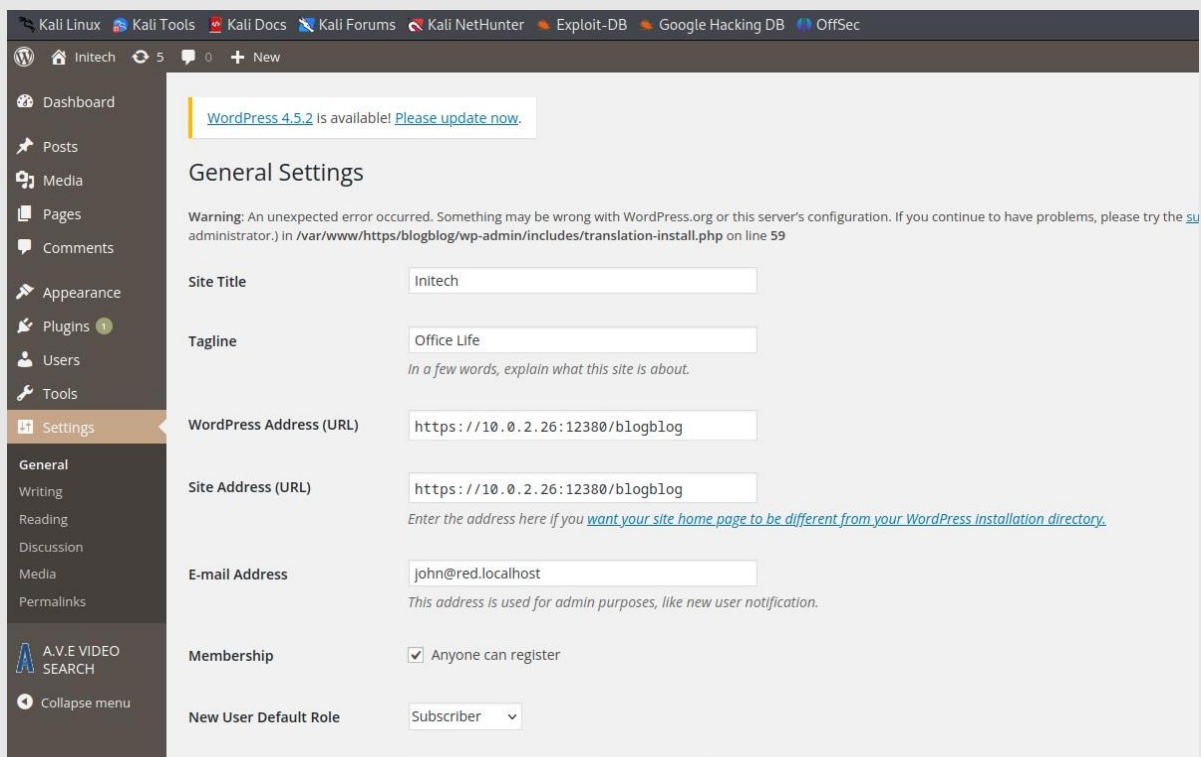 Kali Linux Kali Tools Kali Docs Kali Forums Kali NetHunter Exploit-DB Google Hacking DB OffSec
Initech 5 0 + New
Dashboard
Posts
Media
Pages
Comments
Appearance
Plugins 1
Users
Tools
Settings
General
Writing
Reading
Discussion
Media
Permalinks
A.V.E VIDEO
SEARCH
Collapse menu
WordPress 4.5.2 is available! Please update now.
General Settings
Warning: An unexpected error occurred. Something may be wrong with WordPress.org or this server's configuration. If you continue to have problems, please try the
administrator.) in /var/www/https/blogblog/wp-admin/includes/translation-install.php on line 59
Site Title Initech
Tagline Office Life
In a few words, explain what this site is about.
WordPress Address (URL) https://10.0.2.26:12380/blogblog
Site Address (URL) https://10.0.2.26:12380/blogblog
Enter the address here if you want your site home page to be different from your WordPress installation directory.
E-mail Address john@red.localhost
This address is used for admin purposes, like new user notification.
Membership Anyone can register
New User Default Role Subscriber